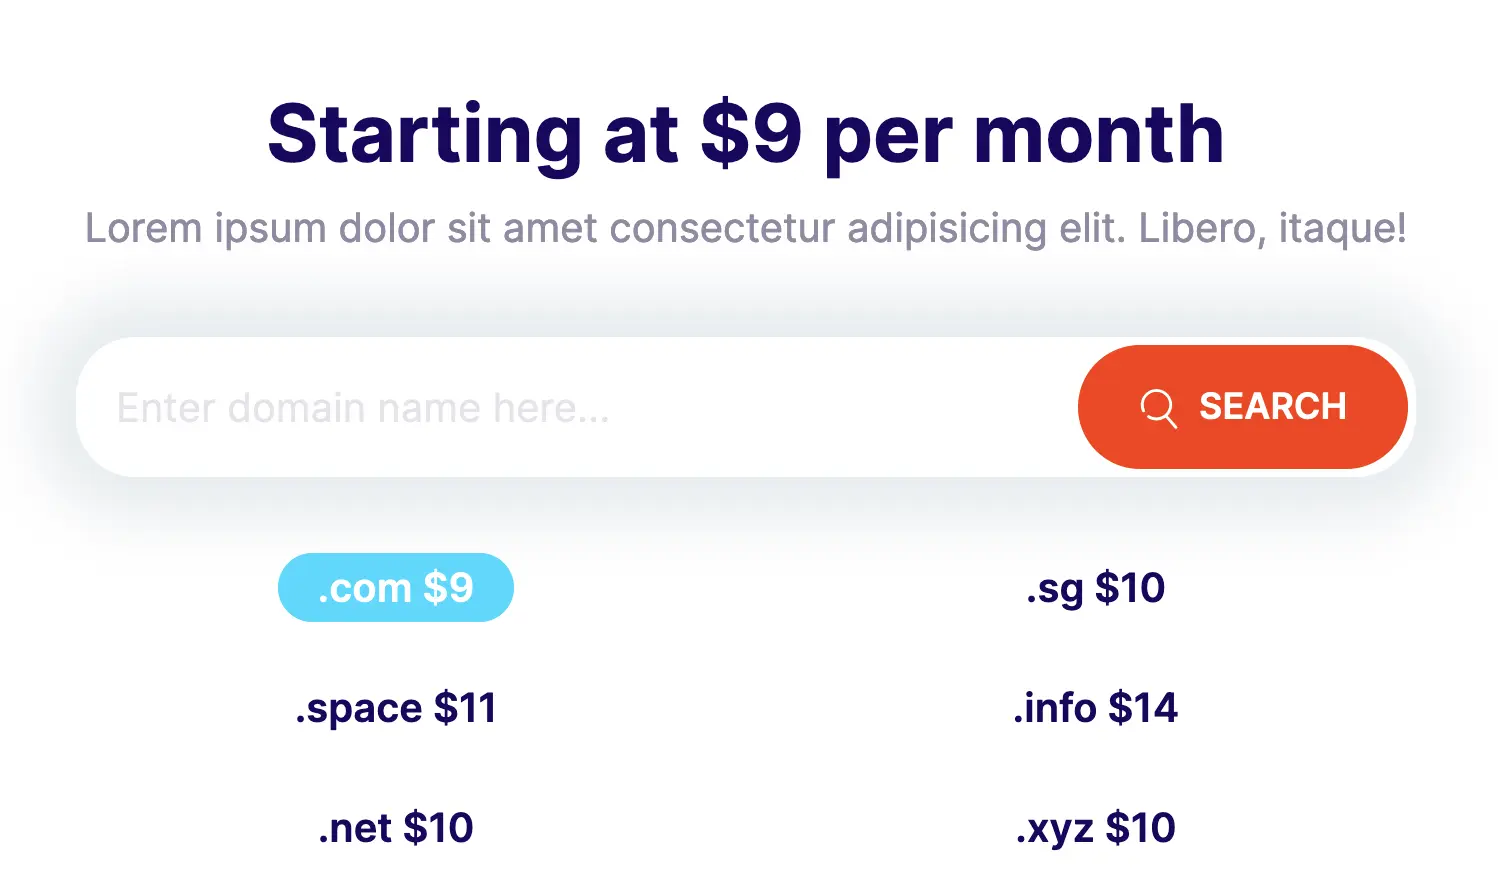 Starting at $9 per month
Lorem ipsum dolor sit amet consectetur adipisicing elit. Libero, itaque!
Enter domain name here...
SEARCH
.com $9
.sg $10
.space $11
.info $14
.net $10
.xyz $10